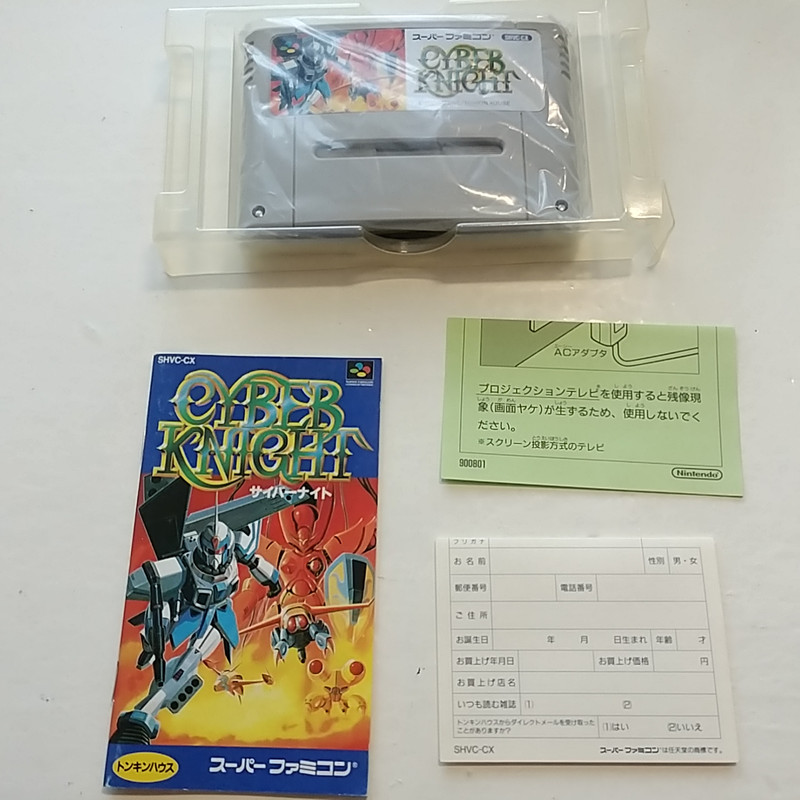 スーパーファミコン SHVC-CX
CYBER
KNIGHT
SHVC-CX
CYBER
KNIGHT
サイバーナイト
トンキンハウス
スーパーファミコン®
ACアダプタ
プロジェクションテレビを使用すると残像現
象(画面ヤケ)が生するため、使用しないでく
ださい。
※スクリーン投影方式のテレビ
900801
Nintendo®
フリガナ
お名前 性別 男・女
郵便番号 電話番号
ご住所
お誕生日 年 月 日生まれ 年齢 才
お買上げ年月日 お買上げ価格 円
お買上げ店名
いつも読む雑誌 (1) (2)
トンキンハウスからダイレクトメールを受け取った
ことがありますか? (1)はい (2)いいえ
SHVC-CX スーパーファミコン®は任天堂の商標です。